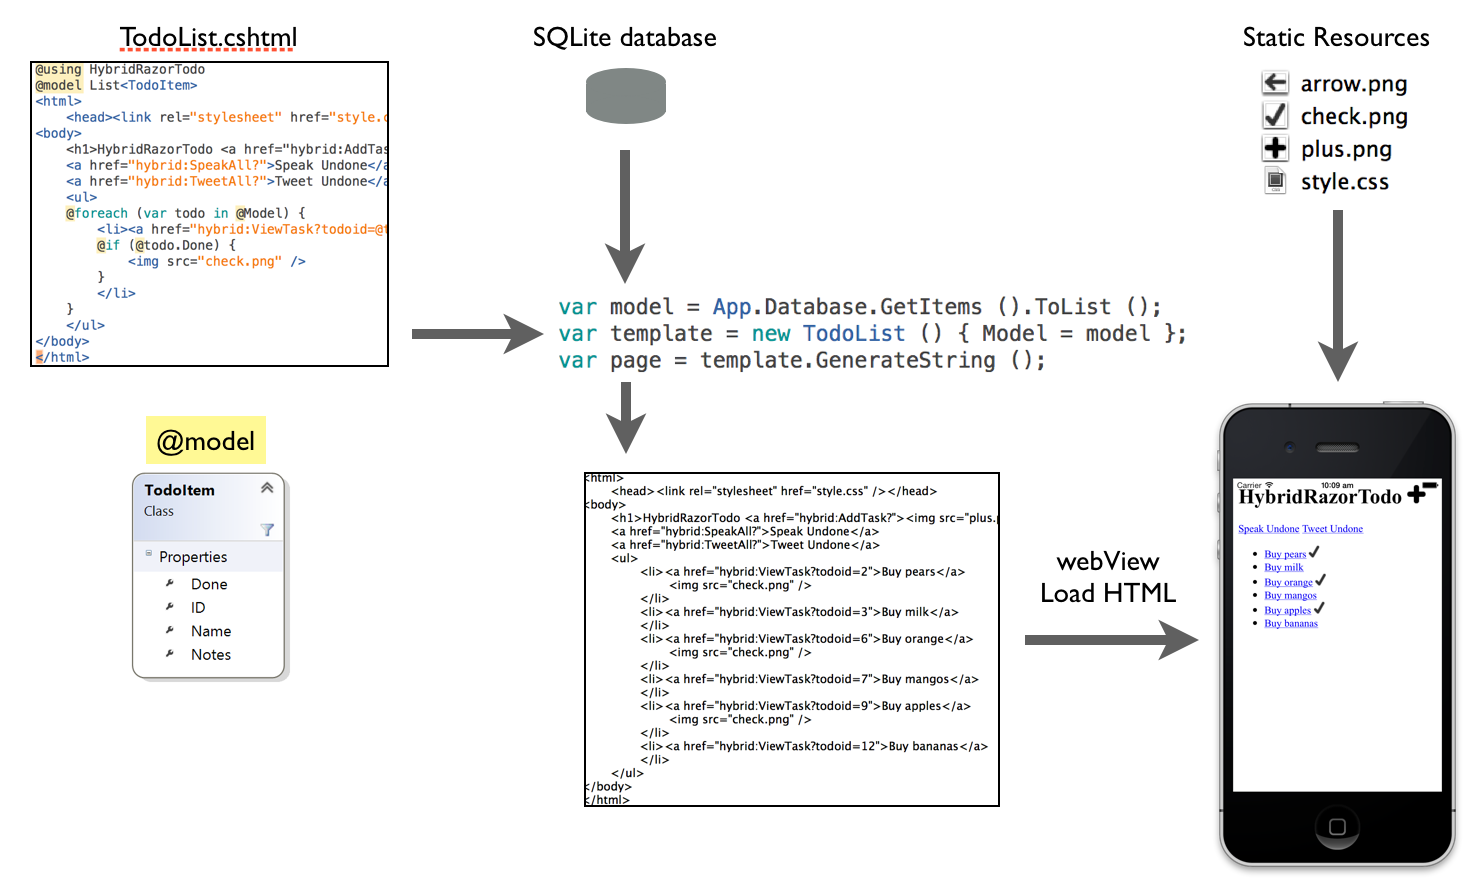 TodoList.cshtml
@using HybridRazorTodo
@model List<TodoItem>
<html>
<head><link rel="stylesheet" href="style.c
<body>
<h1>HybridRazorTodo <a href="hybrid:AddTas
<a href="hybrid:SpeakAll?">Speak Undone</a
<a href="hybrid:TweetAll?">Tweet Undone</a
<ul>
@foreach (var todo in @Model) {
<li><a href="hybrid:ViewTask?todoid=@t
@if (@todo.Done) {
<img src="check.png" />
}
</li>
}
</ul>
</body>
</html>
@model
TodoItem
Class
Properties
Done
ID
Name
Notes
SQLite database
var model = App.Database.GetItems ().ToList ();
var template = new TodoList () { Model = model };
var page = template.GenerateString ();
<html>
<head><link rel="stylesheet" href="style.css" /></head>
<body>
<h1>HybridRazorTodo <a href="hybrid:AddTask?"><img src="plus.p
<a href="hybrid:SpeakAll?">Speak Undone</a>
<a href="hybrid:TweetAll?">Tweet Undone</a>
<ul>
<li><a href="hybrid:ViewTask?todoid=2">Buy pears</a>
<img src="check.png" />
</li>
<li><a href="hybrid:ViewTask?todoid=3">Buy milk</a>
</li>
<li><a href="hybrid:ViewTask?todoid=6">Buy orange</a>
<img src="check.png" />
</li>
<li><a href="hybrid:ViewTask?todoid=7">Buy mangos</a>
</li>
<li><a href="hybrid:ViewTask?todoid=9">Buy apples</a>
<img src="check.png" />
</li>
<li><a href="hybrid:ViewTask?todoid=12">Buy bananas</a>
</li>
</ul>
</body>
</html>
webView
Load HTML
Static Resources
arrow.png
check.png
plus.png
style.css
Carrier 10:09 am
HybridRazorTodo
Speak Undone Tweet Undone
Buy pears
Buy milk
Buy orange
Buy mangos
Buy apples
Buy bananas